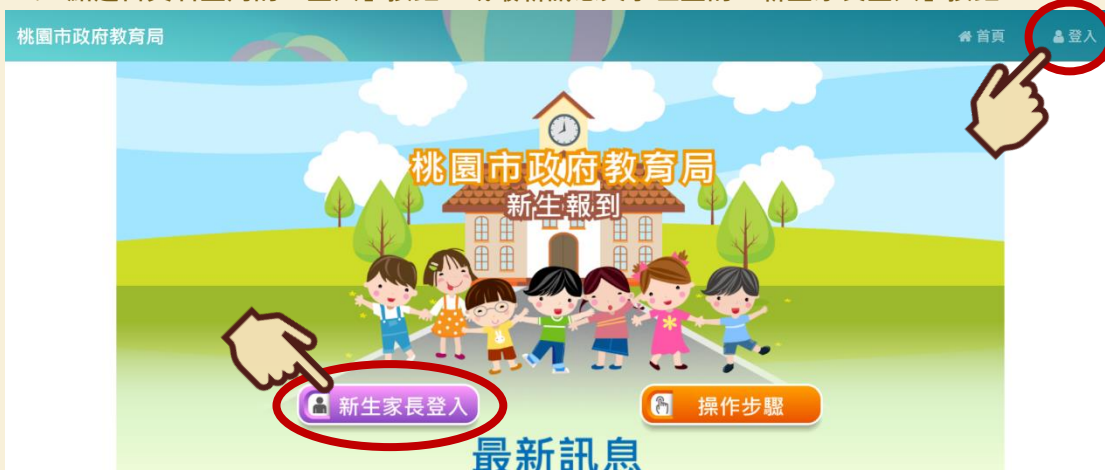 桃園市政府教育局
首頁
登入
桃園市政府教育局
新生報到
新生家長登入
操作步驟
最新訊息